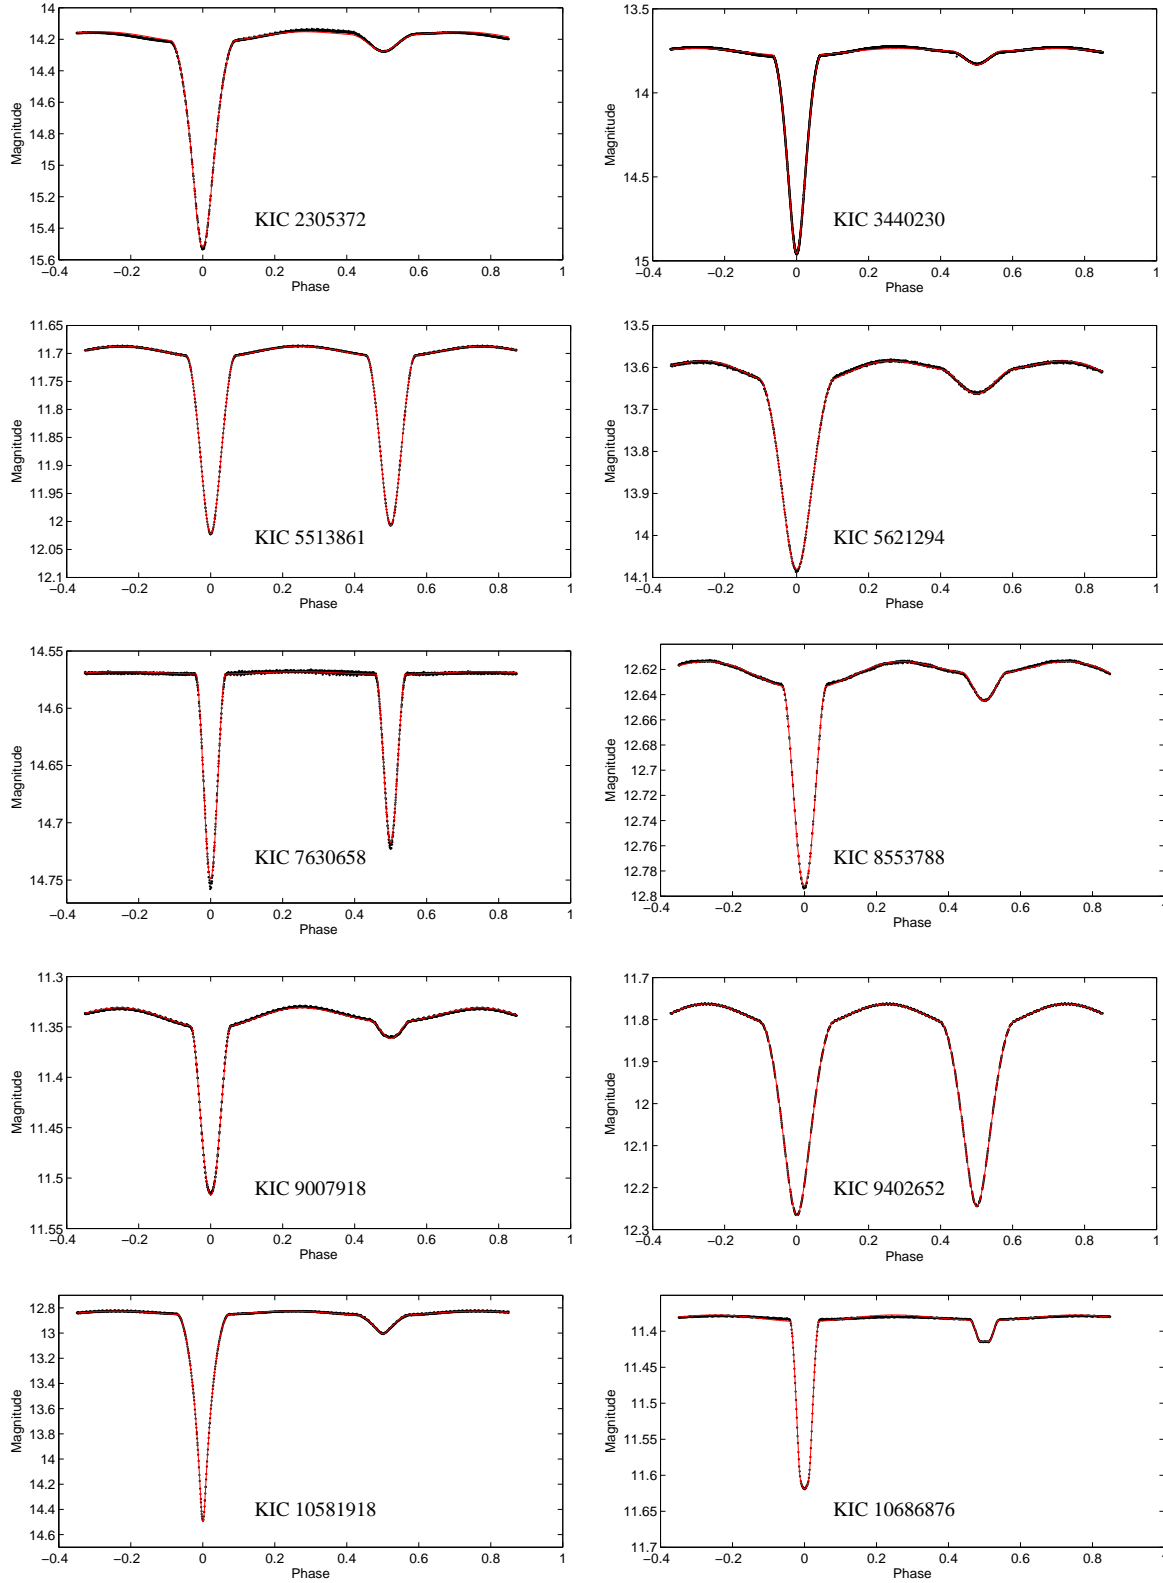 14
14.2
14.4
14.6
14.8
15
15.2
15.4
15.6
Magnitude
KIC 2305372
−0.4 −0.2 0 0.2 0.4 0.6 0.8 1
Phase
13.5
14
14.5
15
Magnitude
KIC 3440230
−0.4 −0.2 0 0.2 0.4 0.6 0.8 1
Phase
11.65
11.7
11.75
11.8
11.85
11.9
11.95
12
12.05
12.1
Magnitude
KIC 5513861
−0.4 −0.2 0 0.2 0.4 0.6 0.8 1
Phase
13.5
13.6
13.7
13.8
13.9
14
14.1
Magnitude
KIC 5621294
−0.4 −0.2 0 0.2 0.4 0.6 0.8 1
Phase
14.55
14.6
14.65
14.7
14.75
Magnitude
KIC 7630658
−0.4 −0.2 0 0.2 0.4 0.6 0.8 1
Phase
12.62
12.64
12.66
12.68
12.7
12.72
12.74
12.76
12.78
12.8
Magnitude
KIC 8553788
−0.4 −0.2 0 0.2 0.4 0.6 0.8 1
Phase
11.3
11.35
11.4
11.45
11.5
11.55
Magnitude
KIC 9007918
−0.4 −0.2 0 0.2 0.4 0.6 0.8 1
Phase
11.7
11.8
11.9
12
12.1
12.2
12.3
Magnitude
KIC 9402652
−0.4 −0.2 0 0.2 0.4 0.6 0.8 1
Phase
12.8
13
13.2
13.4
13.6
13.8
14
14.2
14.4
14.6
Magnitude
KIC 10581918
−0.4 −0.2 0 0.2 0.4 0.6 0.8 1
Phase
11.4
11.45
11.5
11.55
11.6
11.65
11.7
Magnitude
KIC 10686876
−0.4 −0.2 0 0.2 0.4 0.6 0.8 1
Phase